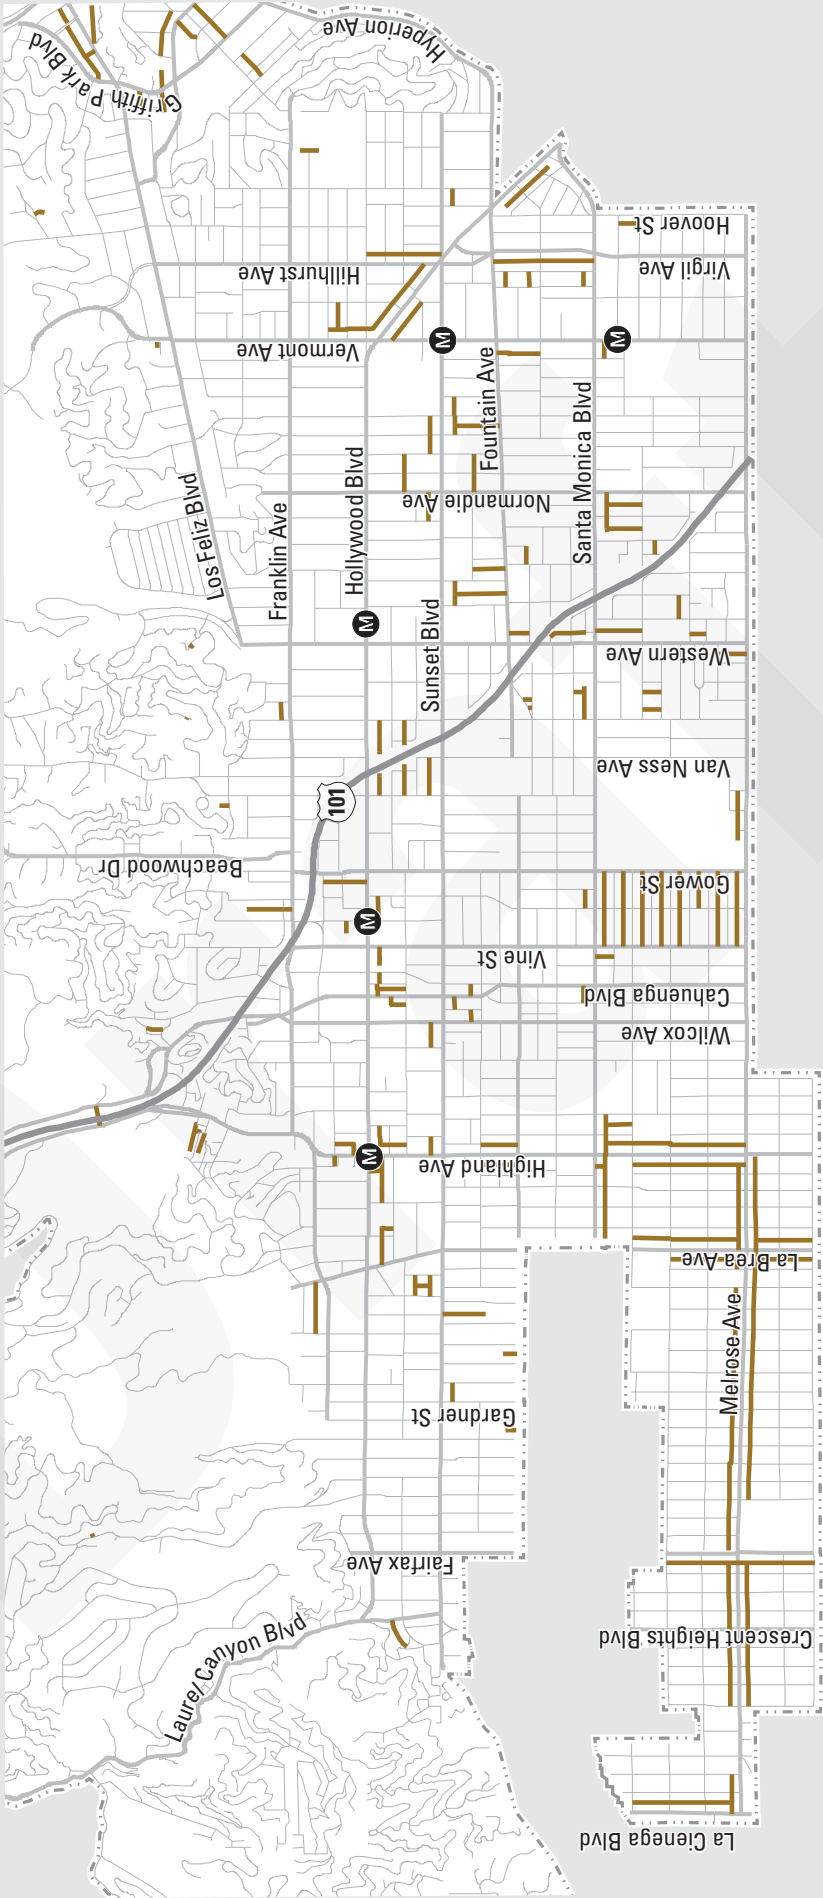 Hyperion Ave
Griffith Park Blvd
Hoover St
Virgil Ave
Hillhurst Ave
Vermont Ave
M
M
Fountain Ave
Santa Monica Blvd
Hollywood Blvd
Los Feliz Blvd
Franklin Ave
Normandie Ave
Sunset Blvd
M
Western Ave
Van Ness Ave
101
Beachwood Dr
Gower St
M
Vine St
Cahuenga Blvd
Wilcox Ave
M
Highland Ave
La Brea Ave
Melrose Ave
Gardner St
Fairfax Ave
Crescent Heights Blvd
Laurel Canyon Blvd
La Cienega Blvd